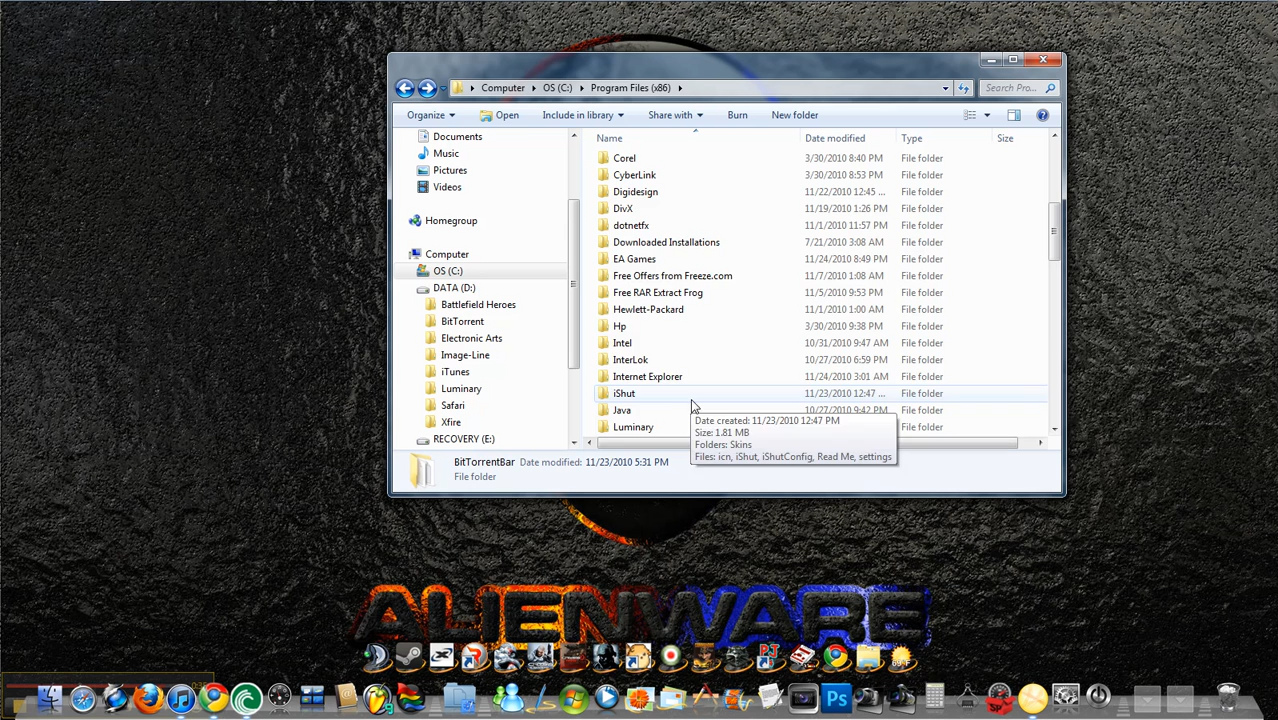 Computer OS (C:) Program Files (x86) Search Pro...
Organize Open Include in library Share with Burn New folder
Documents
Music
Pictures
Videos
Homegroup
Computer
OS (C:)
DATA (D:)
Battlefield Heroes
BitTorrent
Electronic Arts
Image-Line
iTunes
Luminary
Safari
Xfire
RECOVERY (E:)
Name Date modified Type Size
Corel 3/30/2010 8:40 PM File folder
CyberLink 3/30/2010 8:53 PM File folder
Digidesign 11/22/2010 12:45 ... File folder
DivX 11/19/2010 1:26 PM File folder
dotnetfx 11/1/2010 11:57 PM File folder
Downloaded Installations 7/21/2010 3:08 AM File folder
EA Games 11/24/2010 8:49 PM File folder
Free Offers from Freeze.com 11/7/2010 1:08 AM File folder
Free RAR Extract Frog 11/5/2010 9:53 PM File folder
Hewlett-Packard 11/1/2010 1:00 AM File folder
Hp 3/30/2010 9:38 PM File folder
Intel 10/31/2010 9:47 AM File folder
InterLok 10/27/2010 6:59 PM File folder
Internet Explorer 11/24/2010 3:01 AM File folder
iShut 11/23/2010 12:47 ... File folder
Java 10/27/2010 9:42 PM File folder
Luminary File folder
Date created: 11/23/2010 12:47 PM
Size: 1.81 MB
Folders: Skins
Files: icn, iShut, iShutConfig, Read Me, settings
BitTorrentBar Date modified: 11/23/2010 5:31 PM
File folder
ALIENWARE
PJ
69 F
Ps
SP